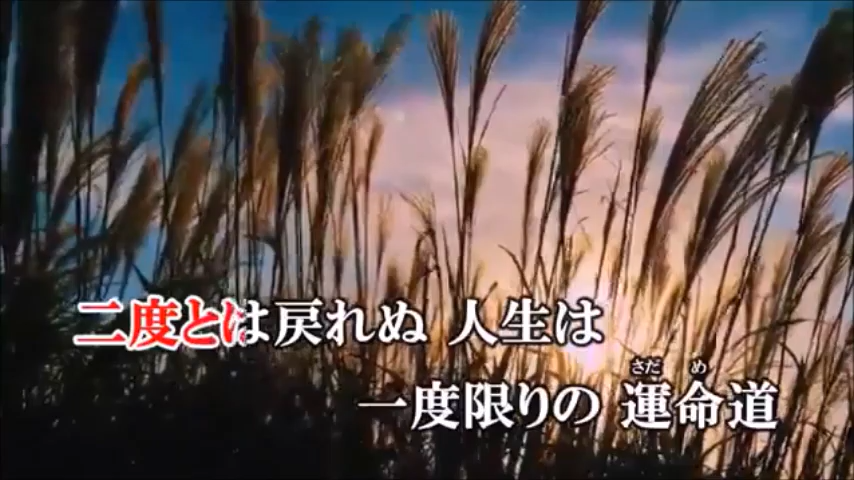 二度とは戻れぬ 人生は
さだ め
一度限りの 運命道